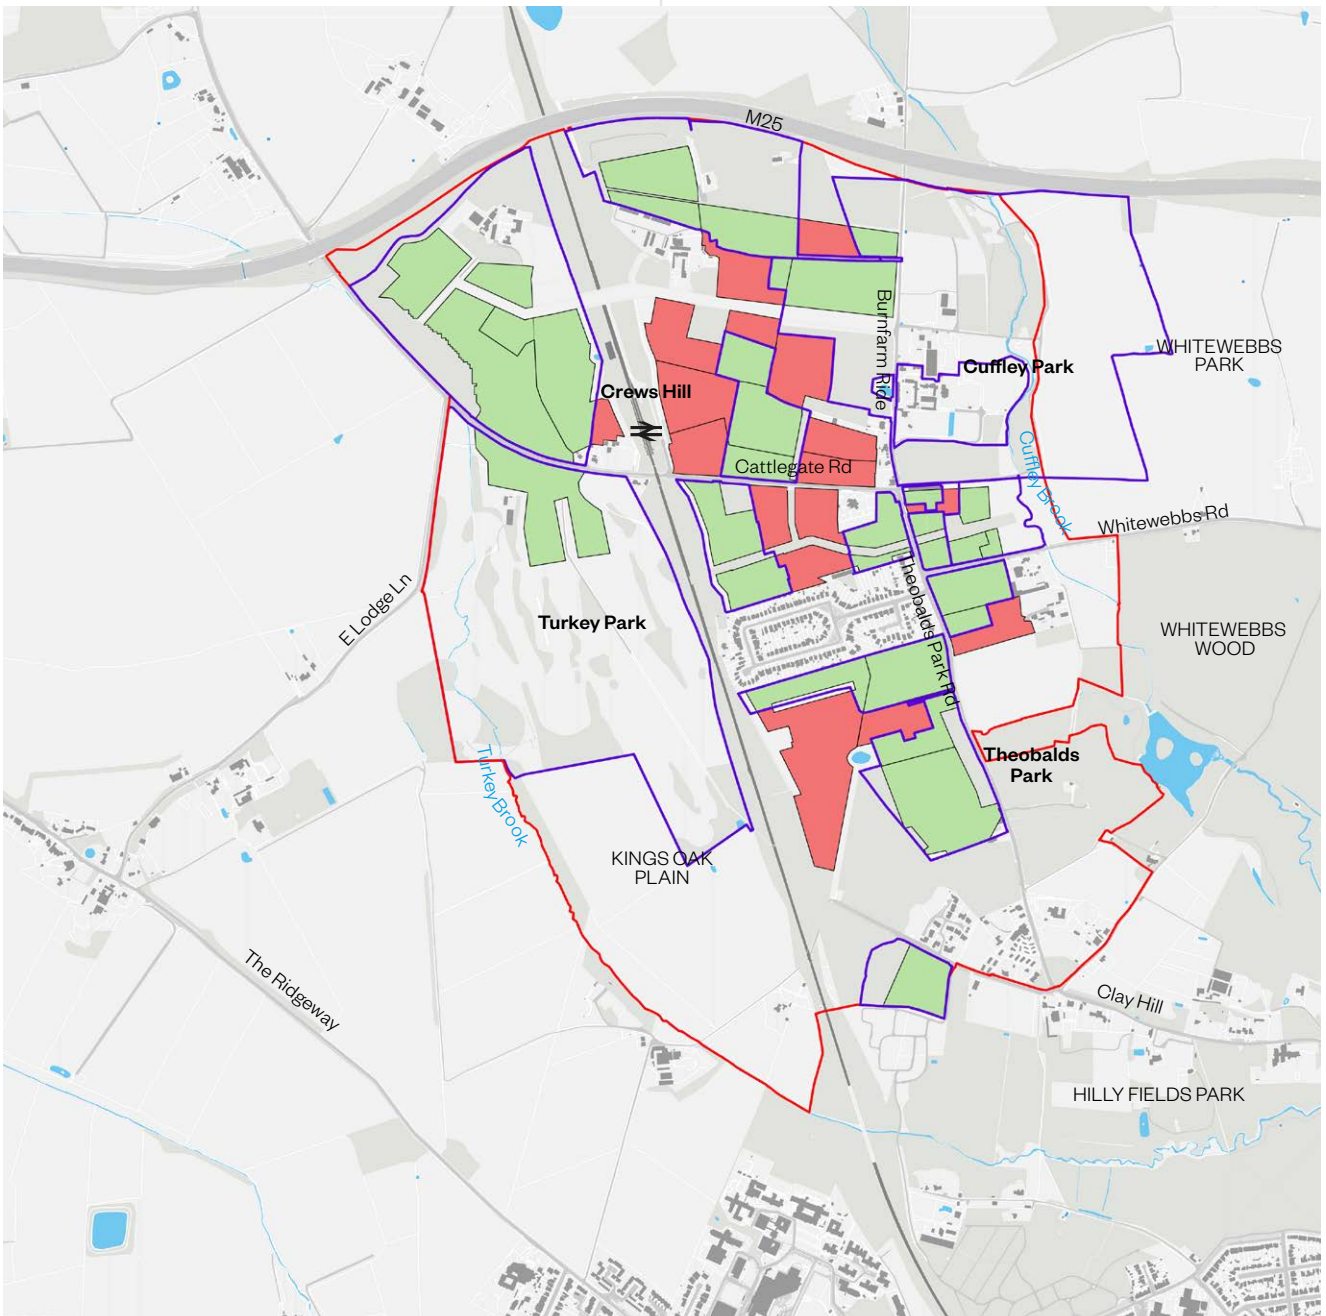 M25
Burnfarm Ride
WHITEWEBBS
PARK
Cuffley Park
Crews Hill
Cuffley Brook
Cattlegate Rd
Whitewebbs Rd
E Lodge Ln
Turkey Park
Theobalds Park Rd
WHITEWEBBS
WOOD
Turkey Brook
Theobalds
Park
KINGS OAK
PLAIN
The Ridgeway
Clay Hill
HILLY FIELDS PARK